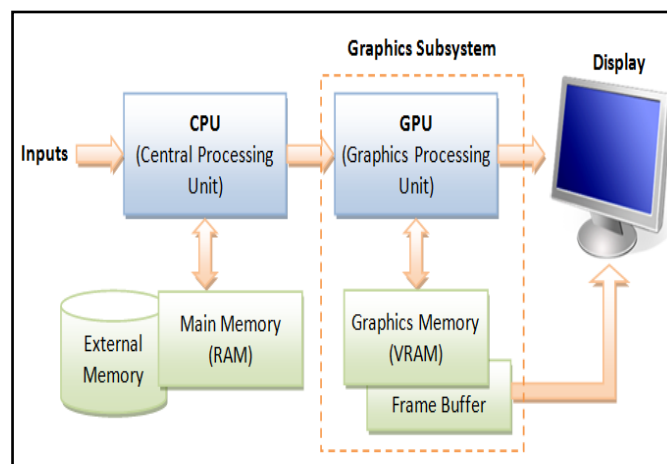 Graphics Subsystem
Display
Inputs
CPU
(Central Processing
Unit)
GPU
(Graphics Processing
Unit)
External
Memory
Main Memory
(RAM)
Graphics Memory
(VRAM)
Frame Buffer